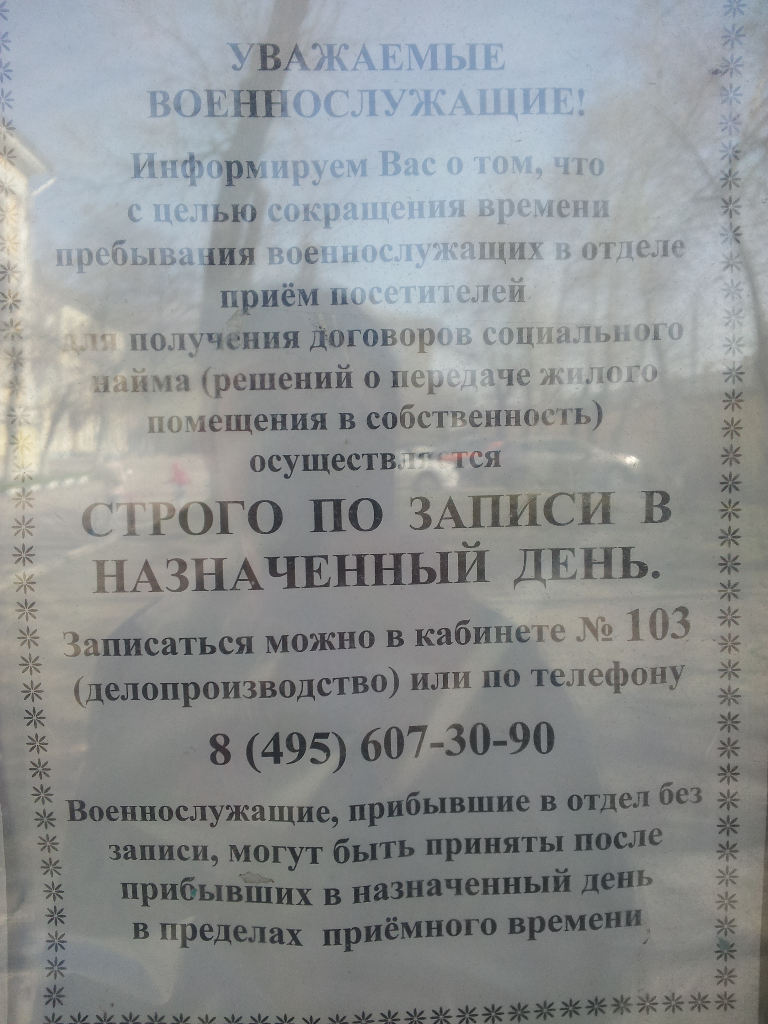 УВАЖАЕМЫЕ
ВОЕННОСЛУЖАЩИЕ!
Информируем Вас о том, что
с целью сокращения времени
пребывания военнослужащих в отделе
приём посетителей
для получения договоров социального
найма (решений о передаче жилого
помещения в собственность)
осуществляется
СТРОГО ПО ЗАПИСИ В
НАЗНАЧЕННЫЙ ДЕНЬ.
Записаться можно в кабинете № 103
(делопроизводство) или по телефону
8 (495) 607-30-90
Военнослужащие, прибывшие в отдел без
записи, могут быть приняты после
прибывших в назначенный день
в пределах приёмного времени